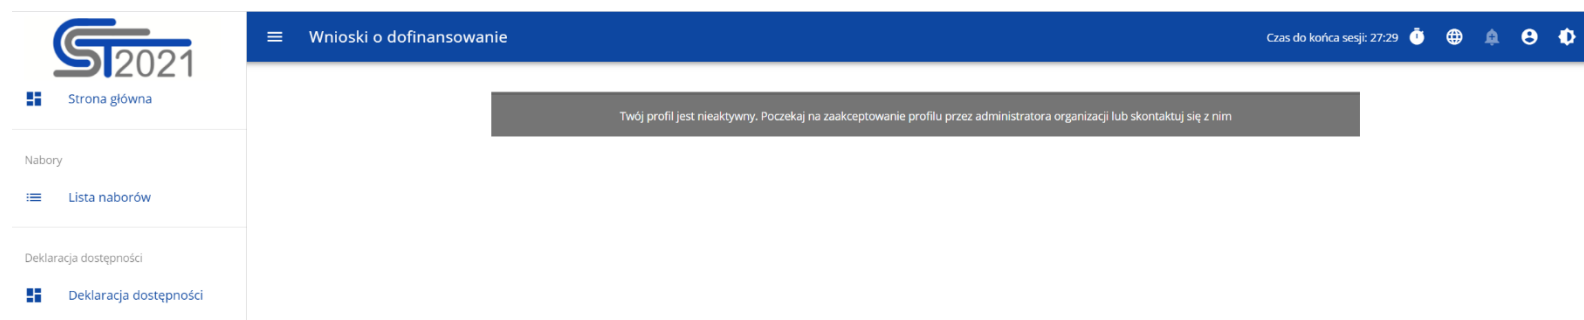 CST2021
Wnioski o dofinansowanie
Czas do końca sesji: 27:29
Strona główna
Twój profil jest nieaktywny. Poczekaj na zaakceptowanie profilu przez administratora organizacji lub skontaktuj się z nim
Nabory
Lista naborów
Deklaracja dostępności
Deklaracja dostępności